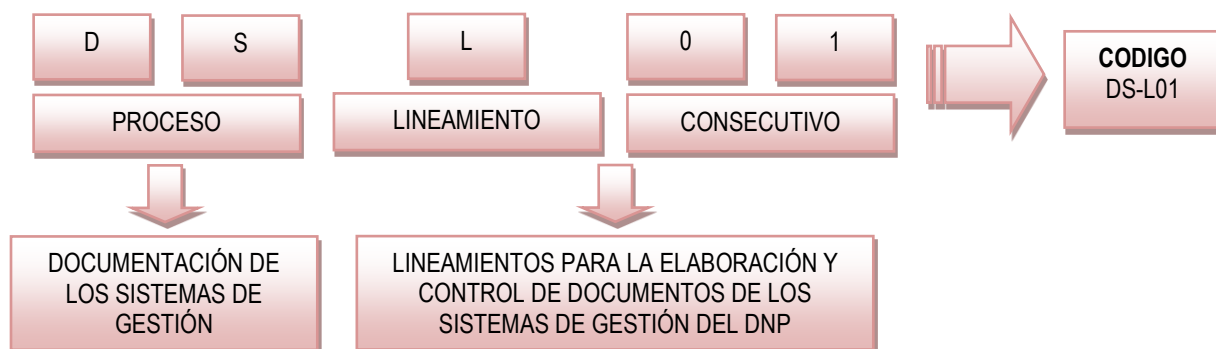 D
S
L
0
1
CODIGO
DS-L01
PROCESO
LINEAMIENTO
CONSECUTIVO
DOCUMENTACIÓN DE
LOS SISTEMAS DE
GESTIÓN
LINEAMIENTOS PARA LA ELABORACIÓN Y
CONTROL DE DOCUMENTOS DE LOS
SISTEMAS DE GESTIÓN DEL DNP